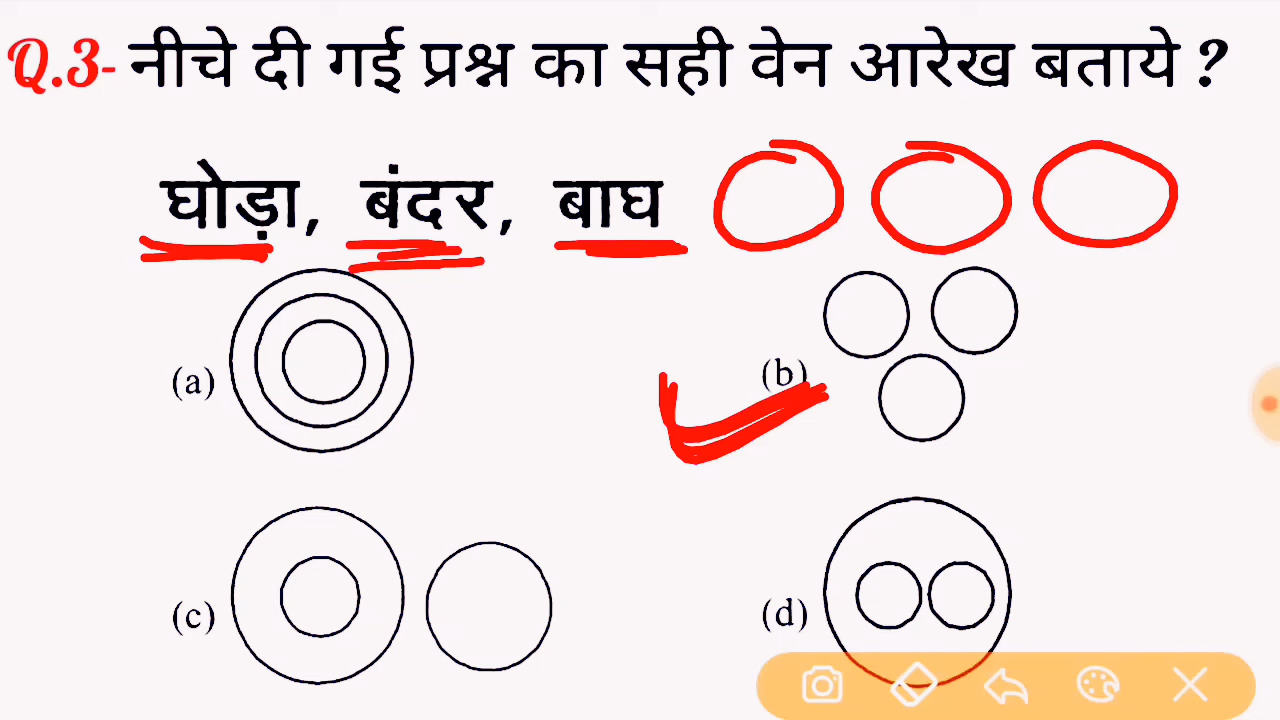 Q.3- नीचे दी गई प्रश्न का सही वेन आरेख बताये ?
घोड़ा, बंदर, बाघ
(a)
(b)
(c)
(d)